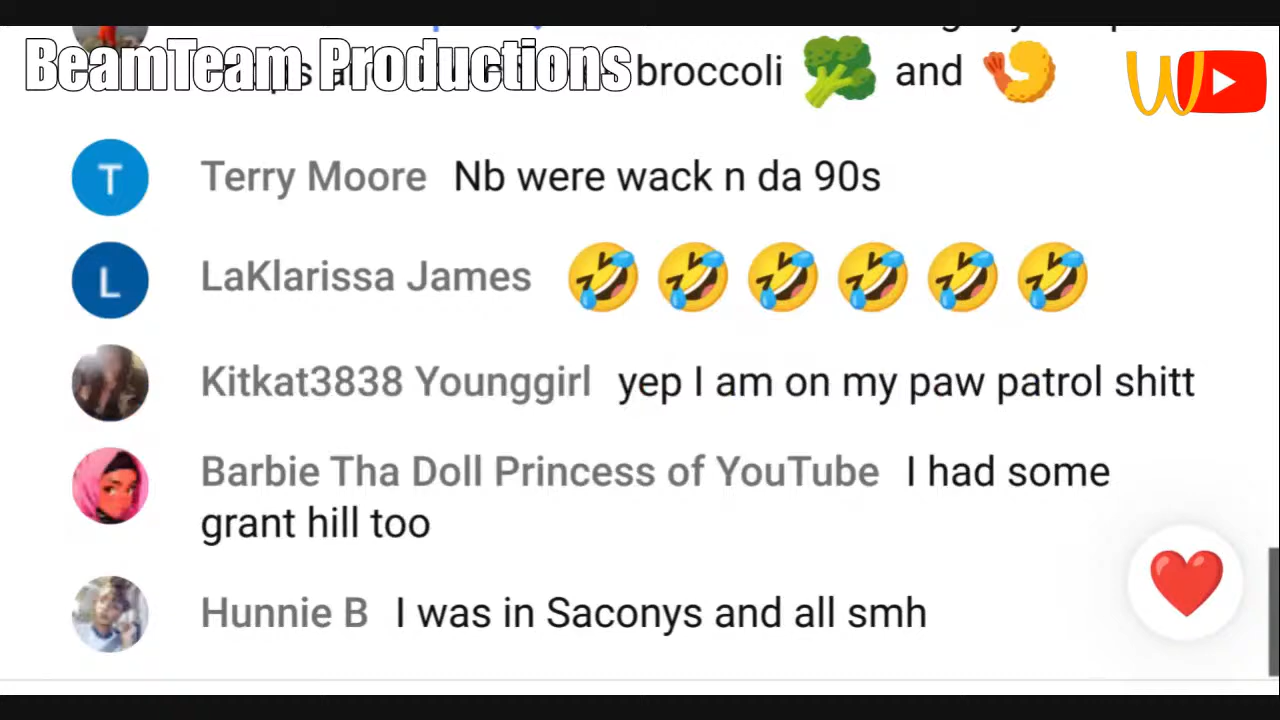 BeamTeam Productions
broccoli 🥦 and 🍤
T
Terry Moore Nb were wack n da 90s
L
LaKlarissa James 🤣 🤣 🤣 🤣 🤣 🤣
Kitkat3838 Younggirl yep I am on my paw patrol shitt
Barbie Tha Doll Princess of YouTube I had some
grant hill too
Hunnie B I was in Saconys and all smh